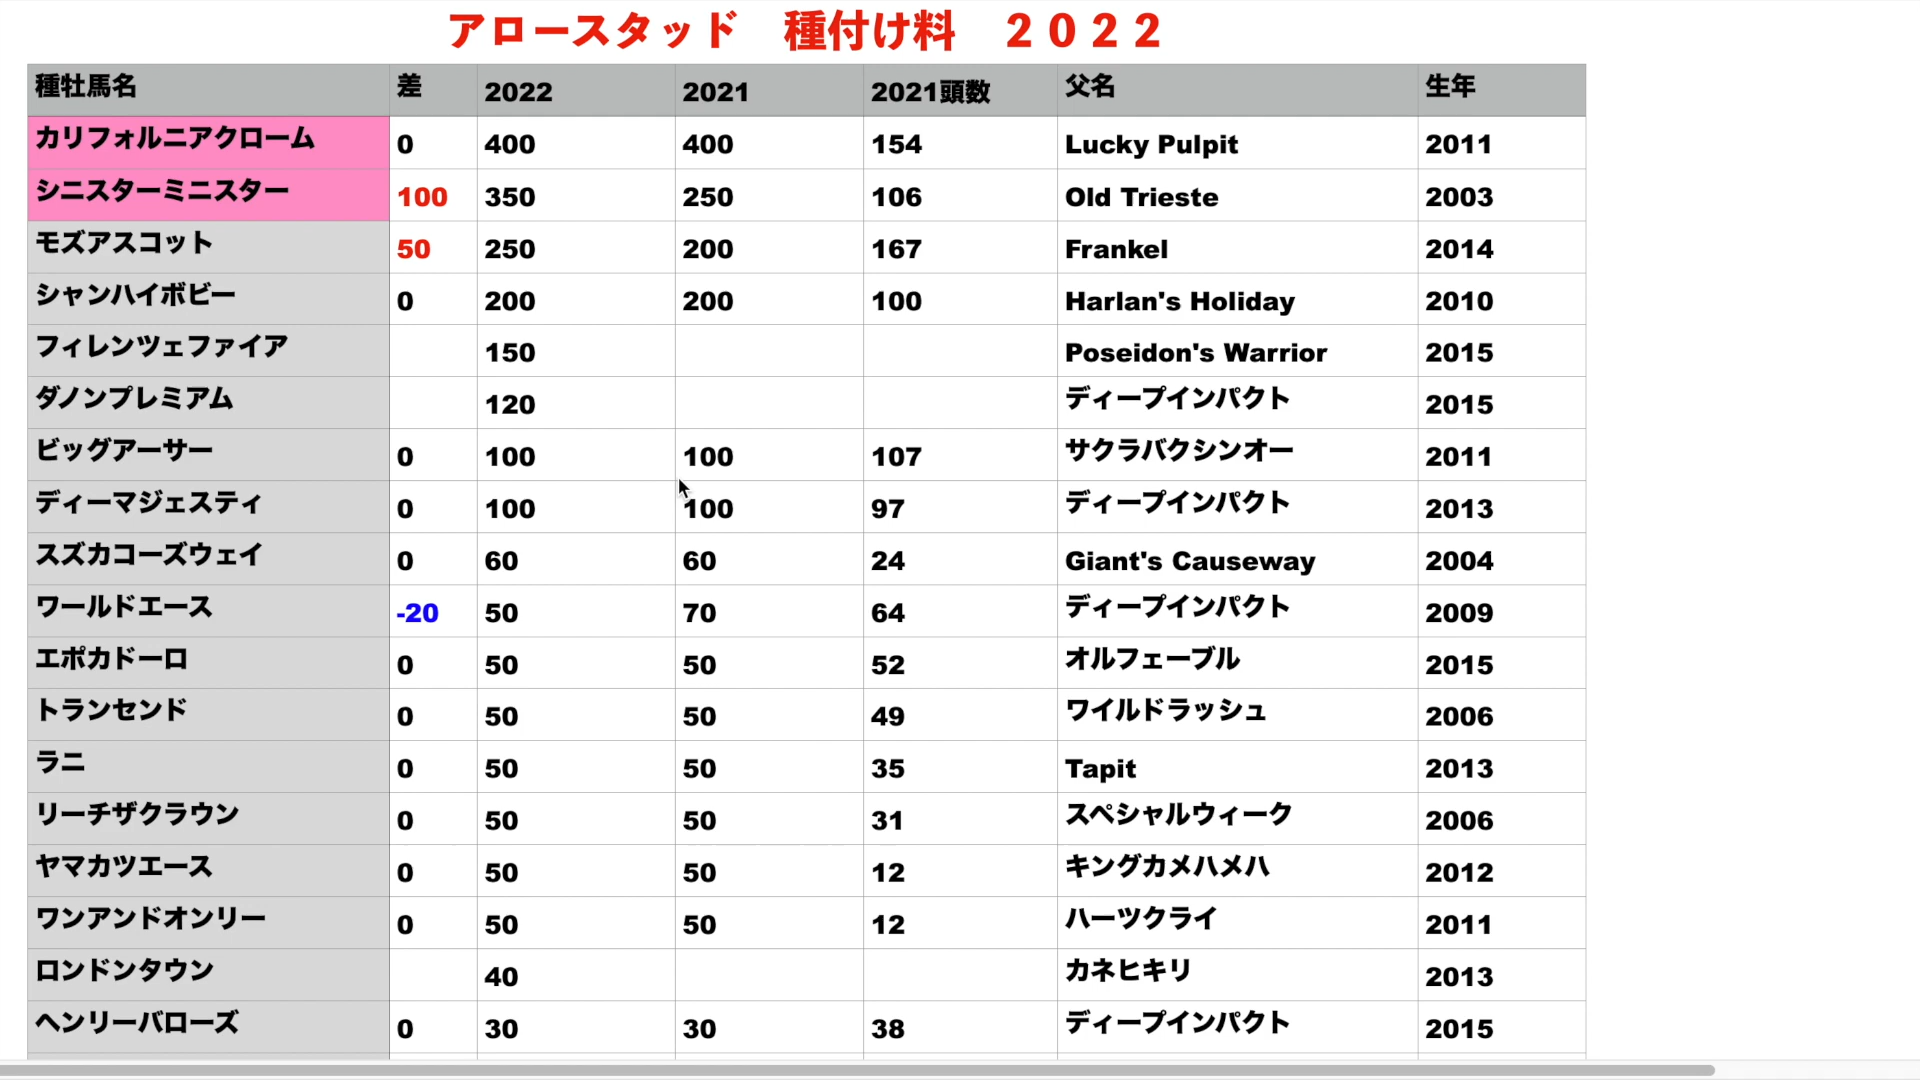 アロースタッド　種付け料　２０２２
種牡馬名 差 2022 2021 2021頭数 父名 生年
カリフォルニアクローム 0 400 400 154 Lucky Pulpit 2011
シニスターミニスター 100 350 250 106 Old Trieste 2003
モズアスコット 50 250 200 167 Frankel 2014
シャンハイボビー 0 200 200 100 Harlan's Holiday 2010
フィレンツェファイア 150 Poseidon's Warrior 2015
ダノンプレミアム 120 ディープインパクト 2015
ビッグアーサー 0 100 100 107 サクラバクシンオー 2011
ディーマジェスティ 0 100 100 97 ディープインパクト 2013
スズカコーズウェイ 0 60 60 24 Giant's Causeway 2004
ワールドエース -20 50 70 64 ディープインパクト 2009
エポカドーロ 0 50 50 52 オルフェーブル 2015
トランセンド 0 50 50 49 ワイルドラッシュ 2006
ラニ 0 50 50 35 Tapit 2013
リーチザクラウン 0 50 50 31 スペシャルウィーク 2006
ヤマカツエース 0 50 50 12 キングカメハメハ 2012
ワンアンドオンリー 0 50 50 12 ハーツクライ 2011
ロンドンタウン 40 カネヒキリ 2013
ヘンリーバローズ 0 30 30 38 ディープインパクト 2015